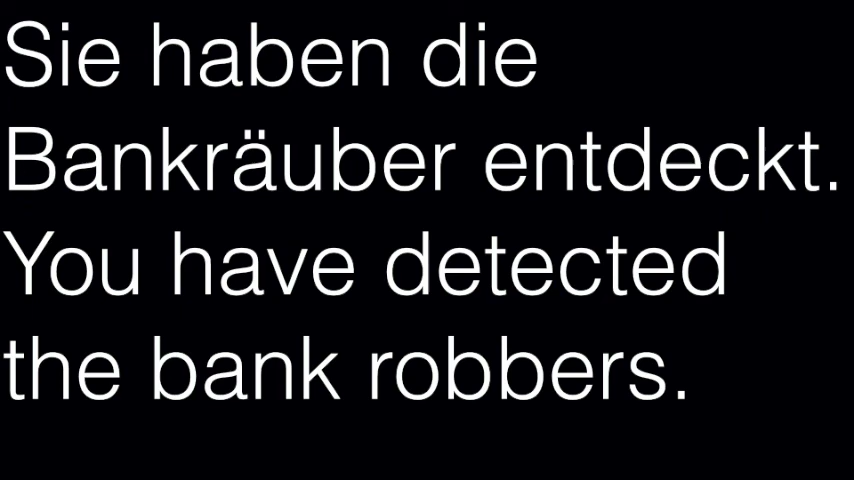 Sie haben die
Bankräuber entdeckt.
You have detected
the bank robbers.